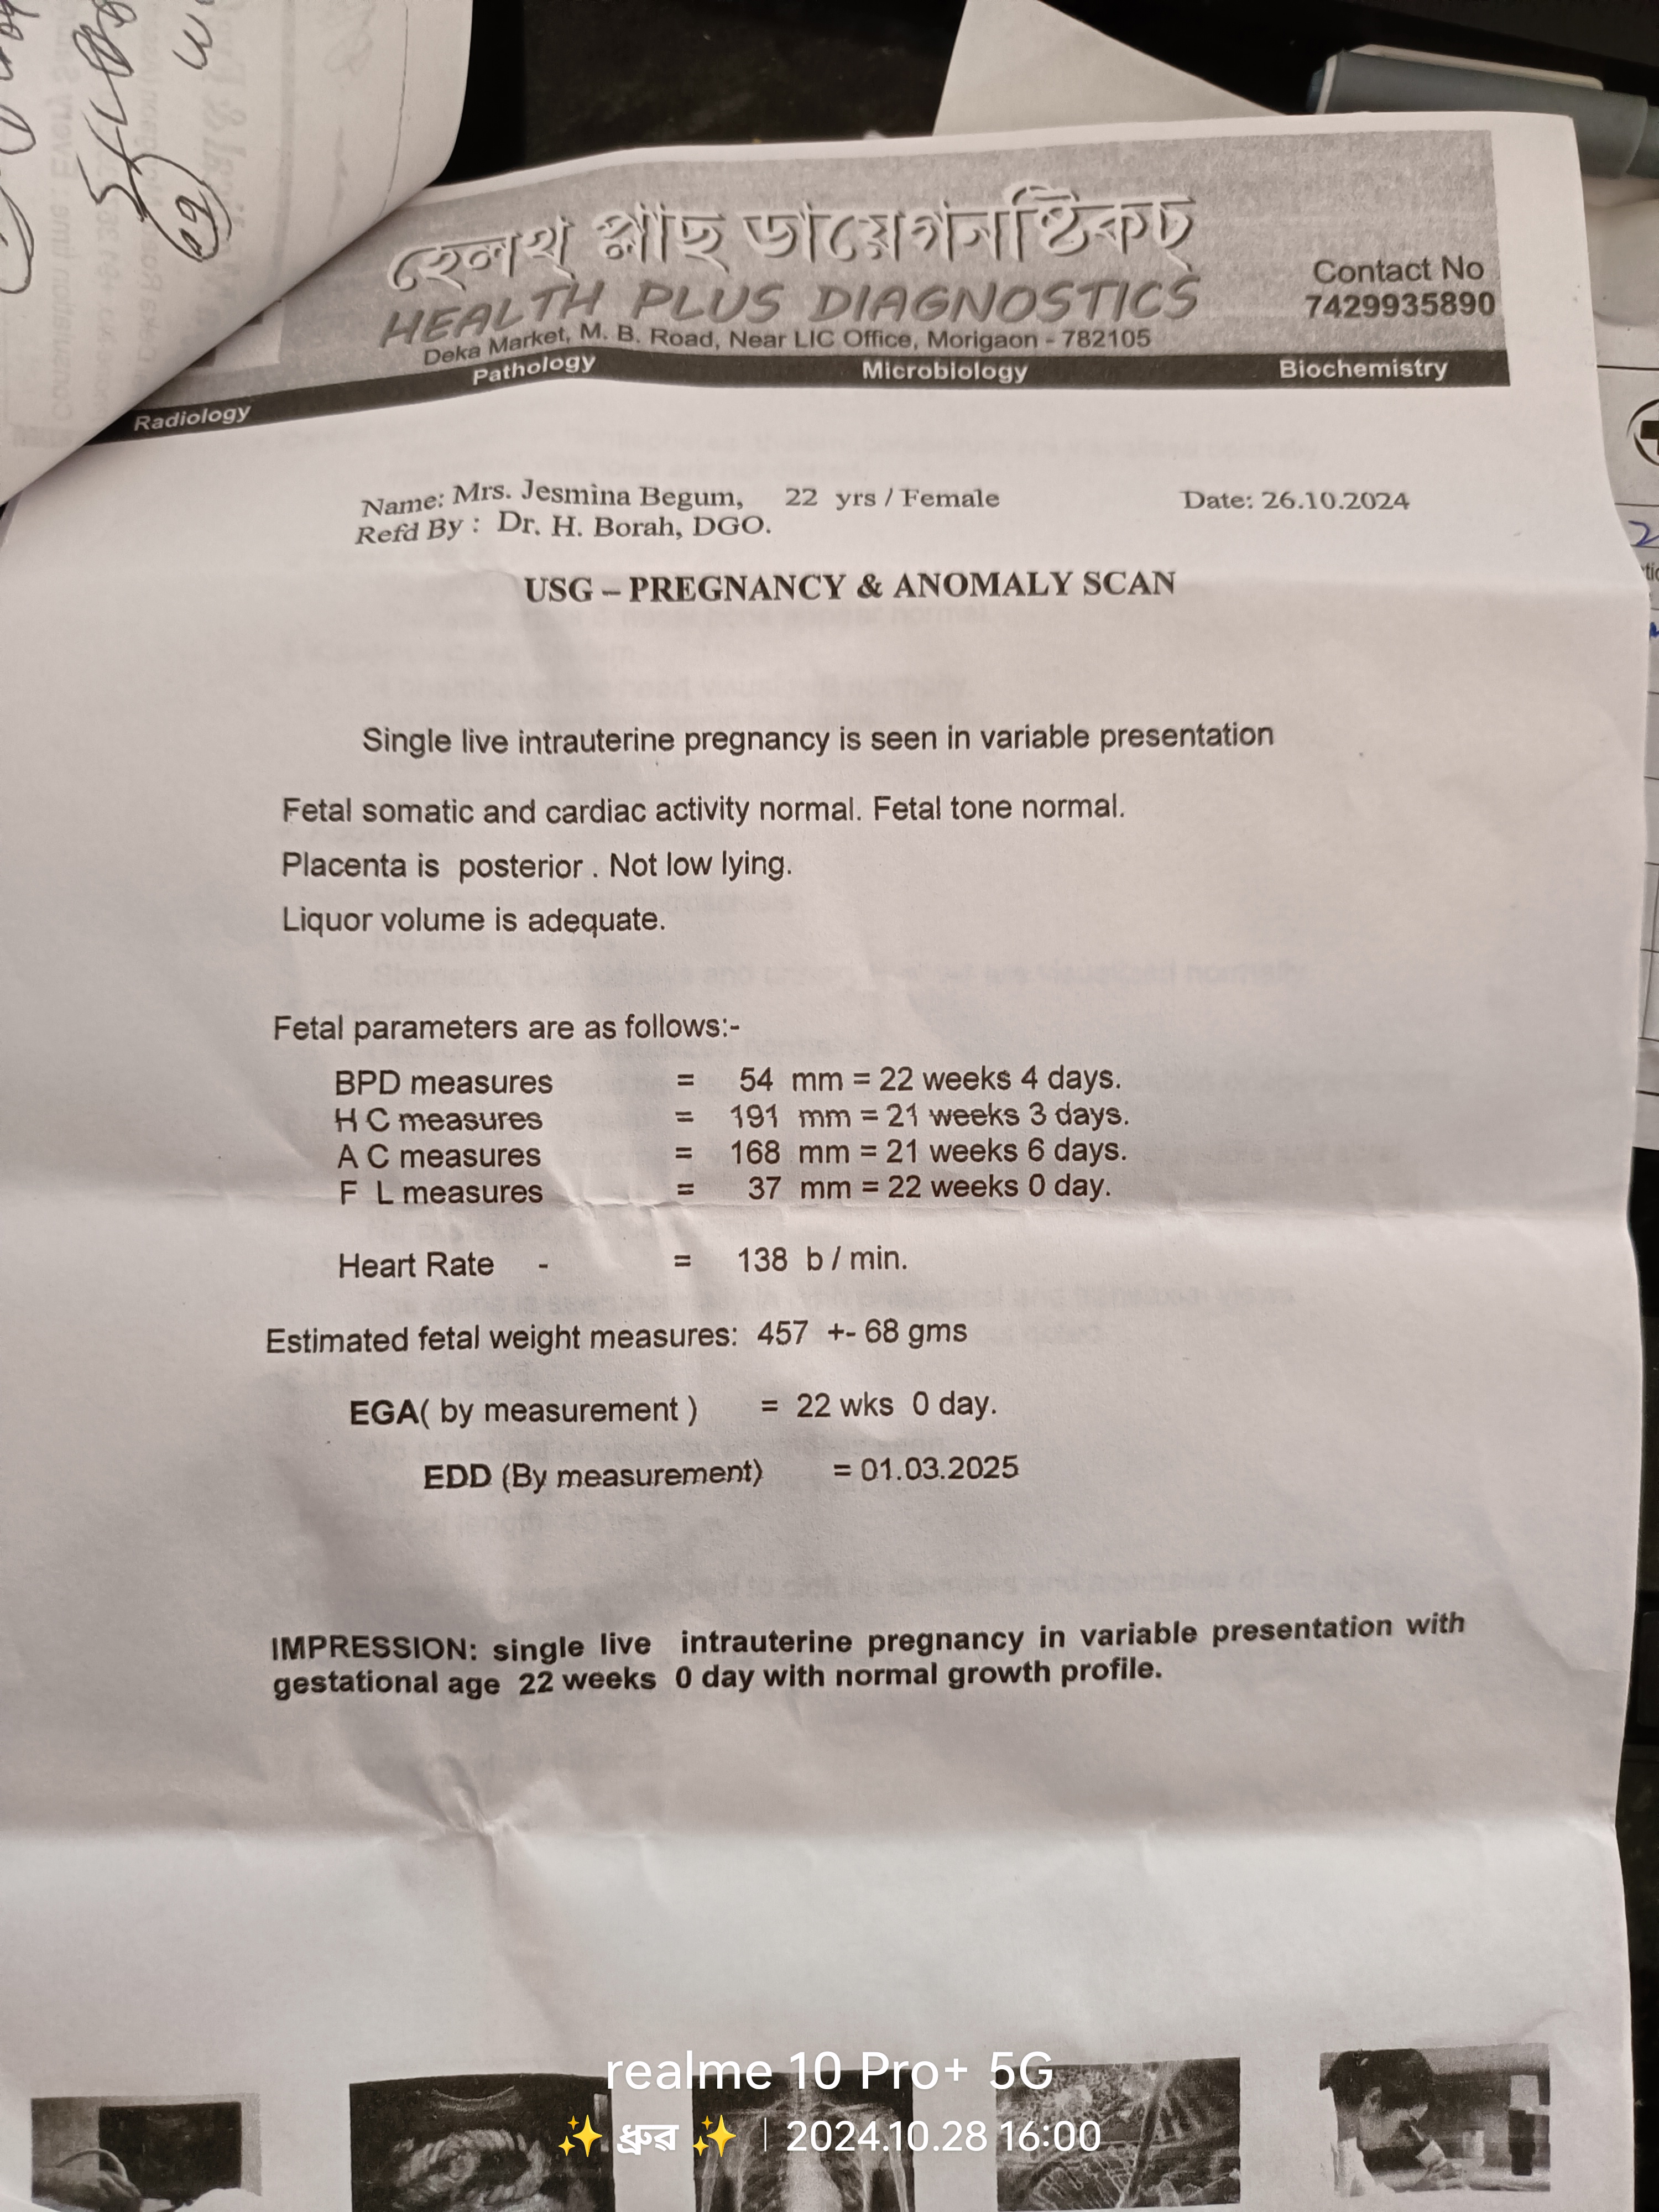 হেলথ প্লাছ ডায়েগনষ্টিকচ্
HEALTH PLUS DIAGNOSTICS
Contact No
7429935890
Deka Market, M. B. Road, Near LIC Office, Morigaon - 782105
Radiology Pathology Microbiology Biochemistry
Name: Mrs. Jesmina Begum, 22 yrs / Female Date: 26.10.2024
Refd By : Dr. H. Borah, DGO.
USG – PREGNANCY & ANOMALY SCAN
Single live intrauterine pregnancy is seen in variable presentation
Fetal somatic and cardiac activity normal. Fetal tone normal.
Placenta is posterior . Not low lying.
Liquor volume is adequate.
Fetal parameters are as follows:-
BPD measures = 54 mm = 22 weeks 4 days.
H C measures = 191 mm = 21 weeks 3 days.
A C measures = 168 mm = 21 weeks 6 days.
F L measures = 37 mm = 22 weeks 0 day.
Heart Rate - = 138 b / min.
Estimated fetal weight measures: 457 +- 68 gms
EGA( by measurement ) = 22 wks 0 day.
EDD (By measurement) = 01.03.2025
IMPRESSION: single live intrauterine pregnancy in variable presentation with
gestational age 22 weeks 0 day with normal growth profile.
realme 10 Pro+ 5G
✨ ধ্রুৱ ✨ | 2024.10.28 16:00